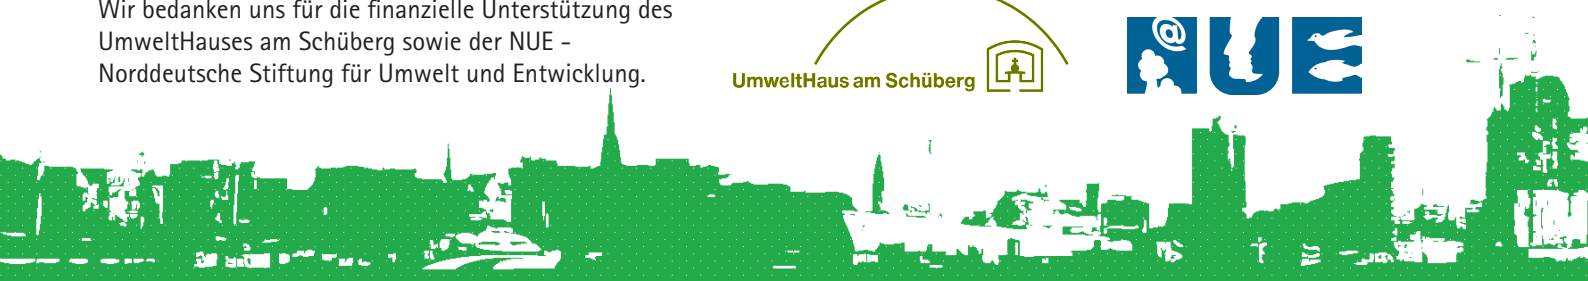 Wir bedanken uns für die finanzielle Unterstützung des
UmweltHauses am Schüberg sowie der NUE -
Norddeutsche Stiftung für Umwelt und Entwicklung.
UmweltHaus am Schüberg
@
NUE